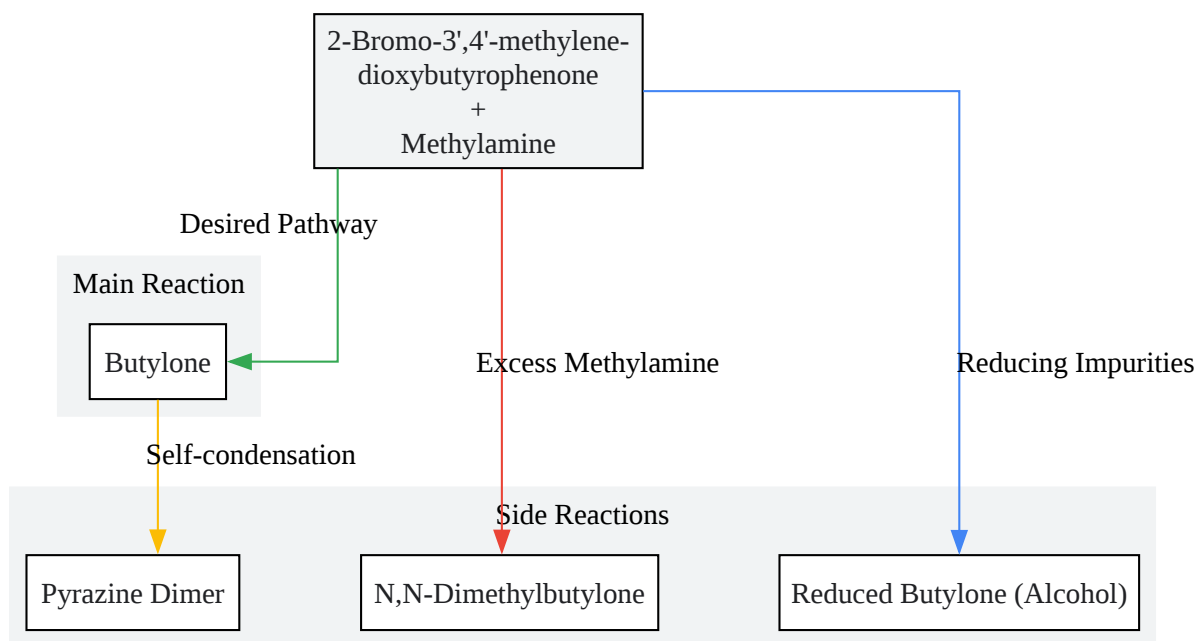 2-Bromo-3',4'-methylene-
dioxybutyrophenone
+
Methylamine
Desired Pathway
Main Reaction
Butylone
Excess Methylamine
Reducing Impurities
Self-condensation
Side Reactions
Pyrazine Dimer
N,N-Dimethylbutylone
Reduced Butylone (Alcohol)